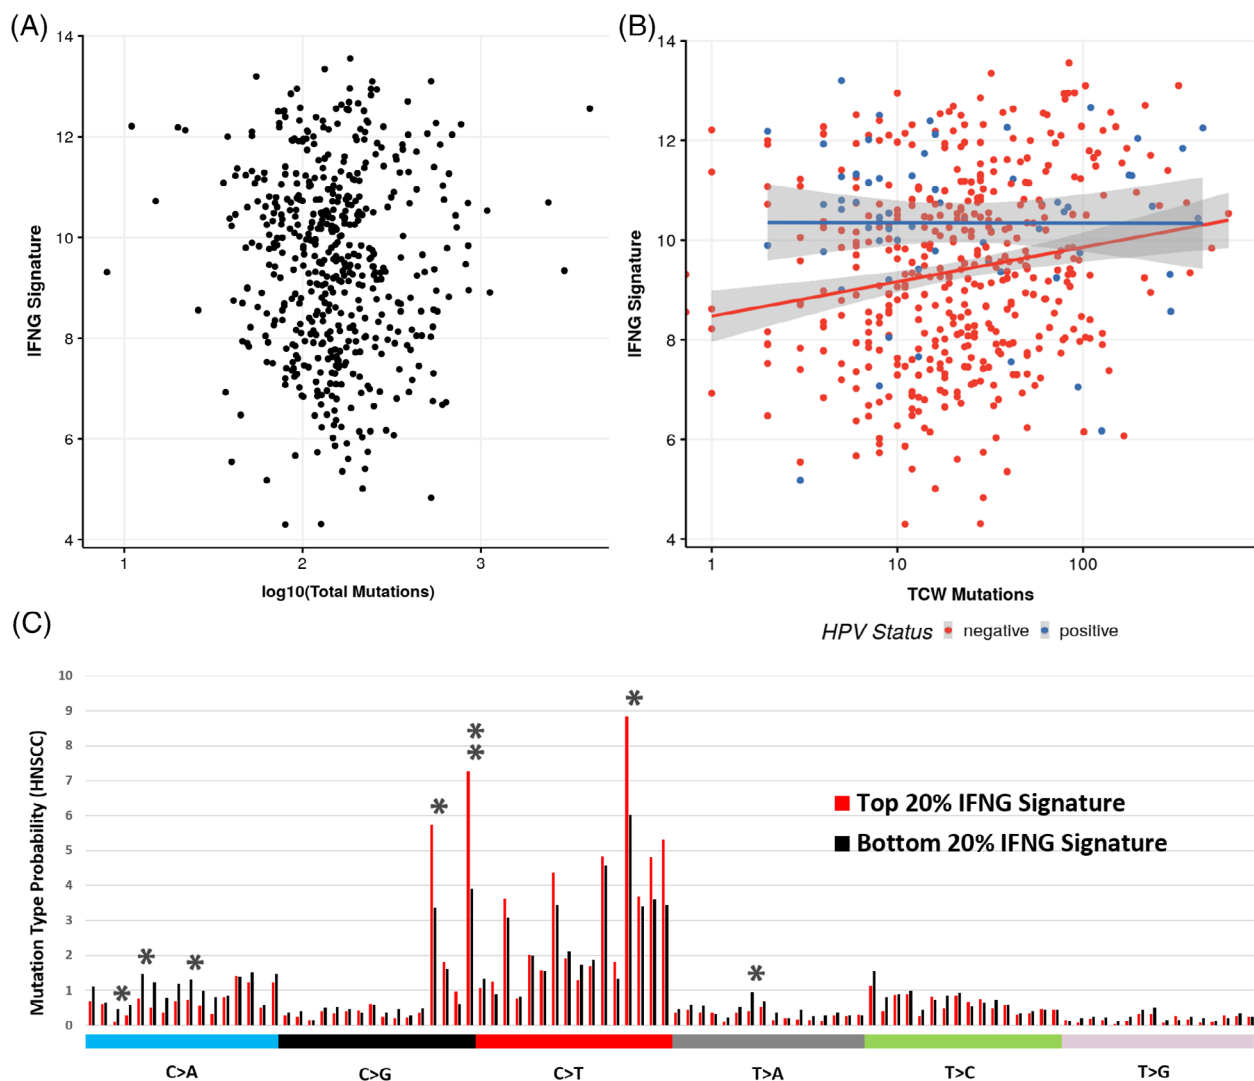 (A)
14
12
10
8
6
4
IFNG Signature
1
2
3
log10(Total Mutations)
(B)
14
12
10
8
6
4
IFNG Signature
1
10
100
TCW Mutations
HPV Status negative positive
(C)
10
9
8
7
6
5
4
3
2
1
0
Mutation Type Probability (HNSCC)
*
*
*
*
*
*
*
*
Top 20% IFNG Signature
Bottom 20% IFNG Signature
C>A
C>G
C>T
T>A
T>C
T>G